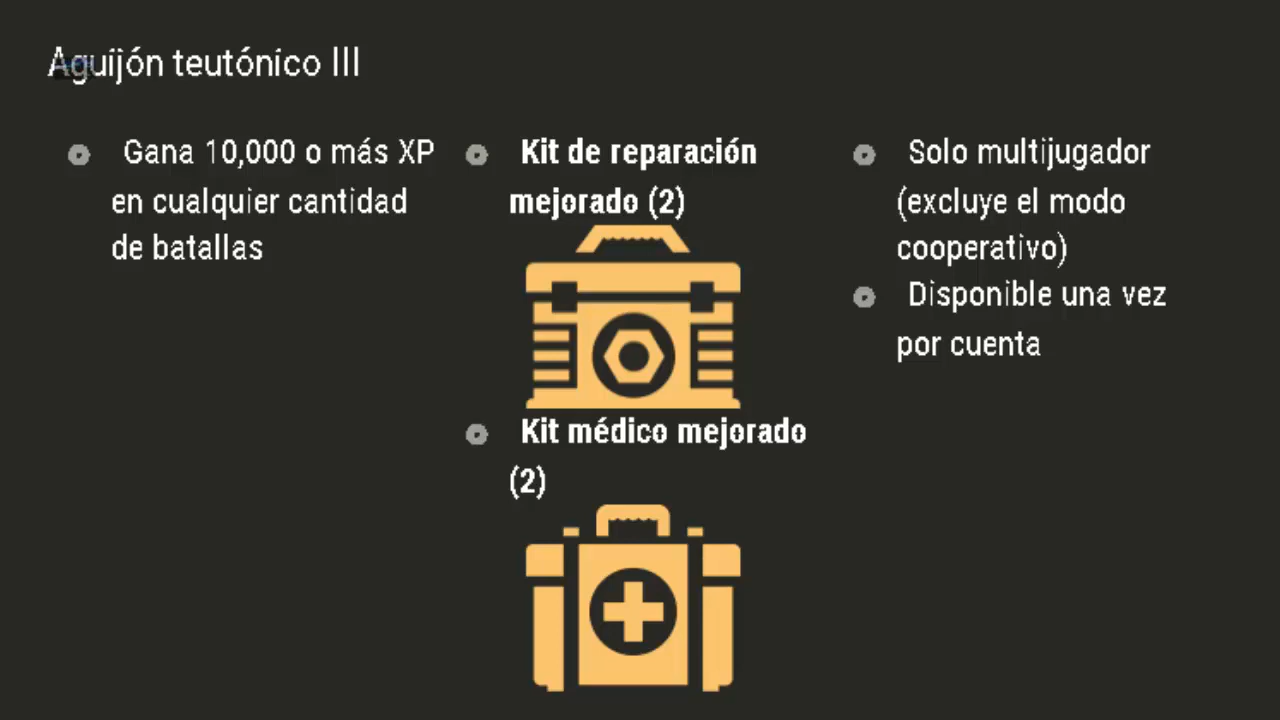 Aguijón teutónico III
Gana 10,000 o más XP
en cualquier cantidad
de batallas
Kit de reparación
mejorado (2)
Kit médico mejorado
(2)
Solo multijugador
(excluye el modo
cooperativo)
Disponible una vez
por cuenta